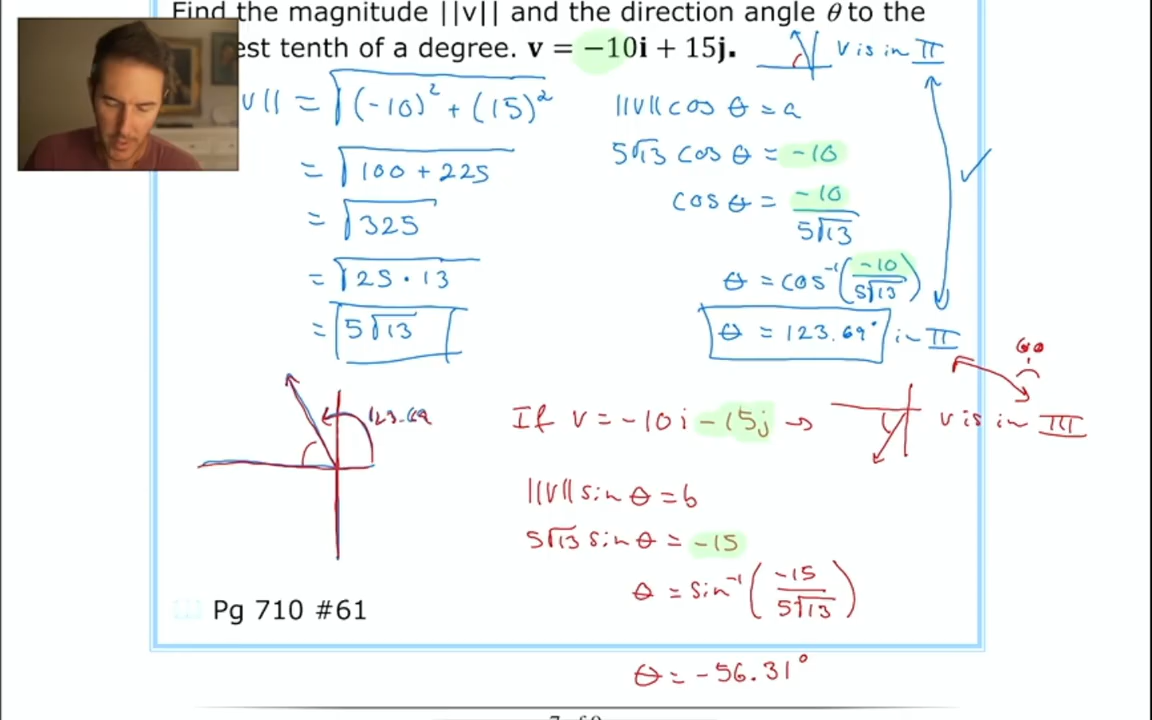 Find the magnitude ||v|| and the direction angle θ to the
est tenth of a degree. v = −10i + 15j.
v is in II
v|| = √(-10)² + (15)²
= √100 + 225
= √325
= √25 · 13
= 5√13
||v|| cos θ = a
5√13 cos θ = -10
cos θ = -10/5√13
θ = cos⁻¹(-10/5√13)
θ = 123.69° in II
123.69
If v = -10i - 15j → v is in III
||v|| sin θ = b
5√13 sin θ = -15
θ = sin⁻¹(-15/5√13)
θ = -56.31°
Pg 710 #61